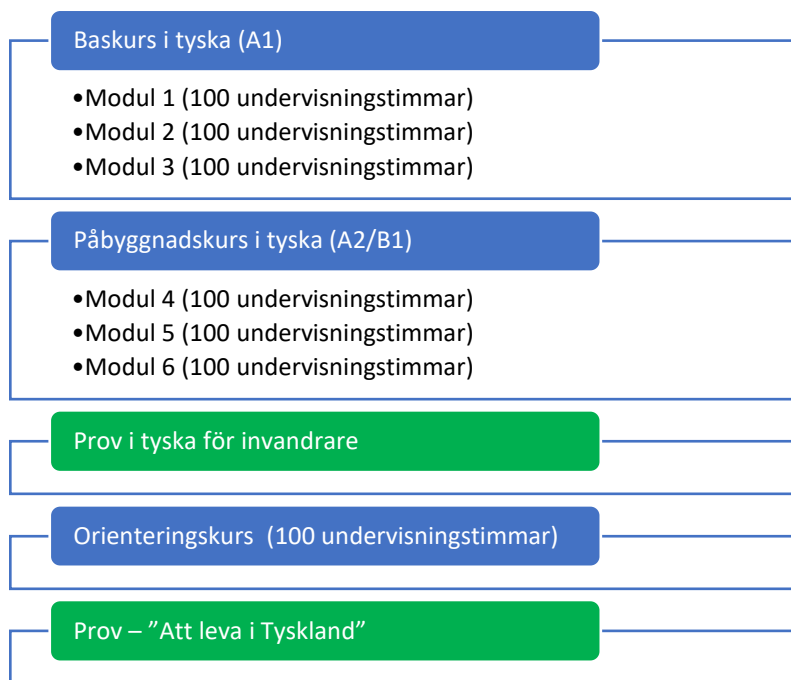 Baskurs i tyska (A1)
•Modul 1 (100 undervisningstimmar)
•Modul 2 (100 undervisningstimmar)
•Modul 3 (100 undervisningstimmar)
Påbyggnadskurs i tyska (A2/B1)
•Modul 4 (100 undervisningstimmar)
•Modul 5 (100 undervisningstimmar)
•Modul 6 (100 undervisningstimmar)
Prov i tyska för invandrare
Orienteringskurs  (100 undervisningstimmar)
Prov – ”Att leva i Tyskland”